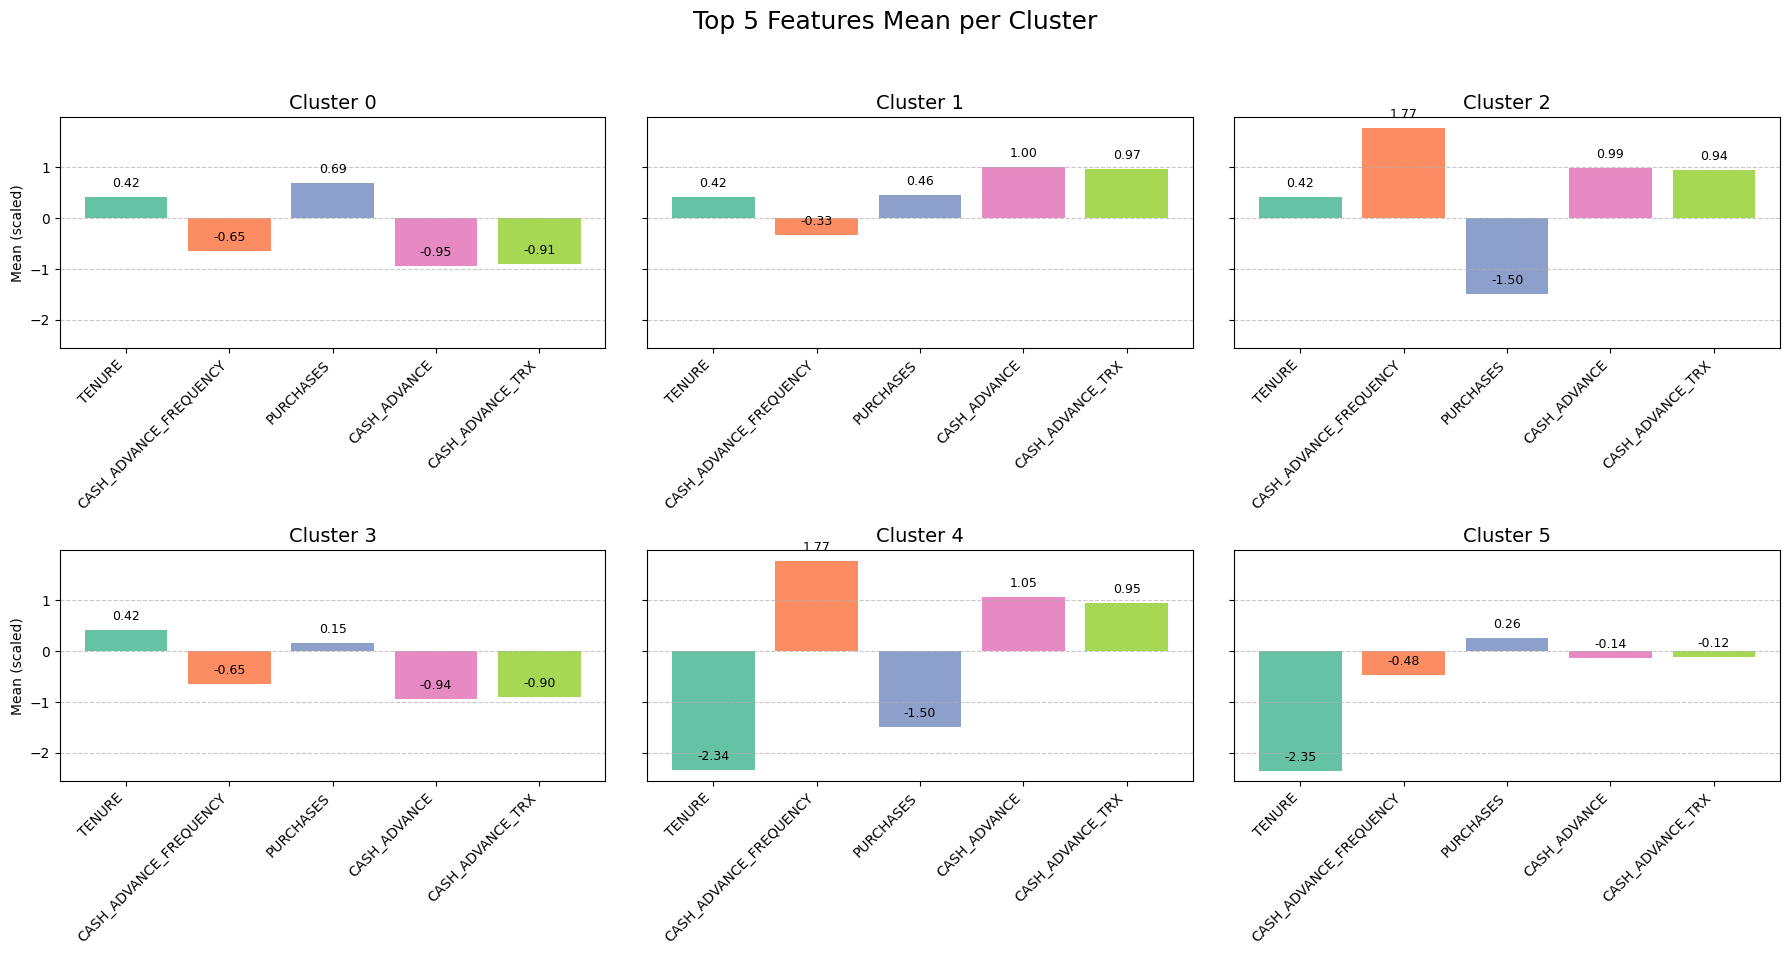 Top 5 Features Mean per Cluster
Cluster 0
Mean (scaled)
1
0
−1
−2
0.42
-0.65
0.69
-0.95
-0.91
TENURE
CASH_ADVANCE_FREQUENCY
PURCHASES
CASH_ADVANCE
CASH_ADVANCE_TRX
Cluster 1
0.42
-0.33
0.46
1.00
0.97
TENURE
CASH_ADVANCE_FREQUENCY
PURCHASES
CASH_ADVANCE
CASH_ADVANCE_TRX
Cluster 2
0.42
1.77
-1.50
0.99
0.94
TENURE
CASH_ADVANCE_FREQUENCY
PURCHASES
CASH_ADVANCE
CASH_ADVANCE_TRX
Cluster 3
Mean (scaled)
1
0
−1
−2
0.42
-0.65
0.15
-0.94
-0.90
TENURE
CASH_ADVANCE_FREQUENCY
PURCHASES
CASH_ADVANCE
CASH_ADVANCE_TRX
Cluster 4
-2.34
1.77
-1.50
1.05
0.95
TENURE
CASH_ADVANCE_FREQUENCY
PURCHASES
CASH_ADVANCE
CASH_ADVANCE_TRX
Cluster 5
-2.35
-0.48
0.26
-0.14
-0.12
TENURE
CASH_ADVANCE_FREQUENCY
PURCHASES
CASH_ADVANCE
CASH_ADVANCE_TRX